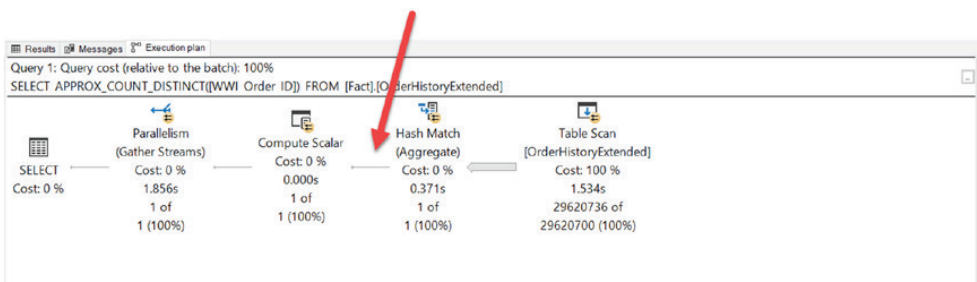 Results Messages Execution plan
Query 1: Query cost (relative to the batch): 100%
SELECT APPROX_COUNT_DISTINCT([WWI Order ID]) FROM [Fact].[OrderHistoryExtended]
SELECT
Cost: 0 %
Parallelism
(Gather Streams)
Cost: 0 %
1.856s
1 of
1 (100%)
Compute Scalar
Cost: 0 %
0.000s
1 of
1 (100%)
Hash Match
(Aggregate)
Cost: 0 %
0.371s
1 of
1 (100%)
Table Scan
[OrderHistoryExtended]
Cost: 100 %
1.534s
29620736 of
29620700 (100%)